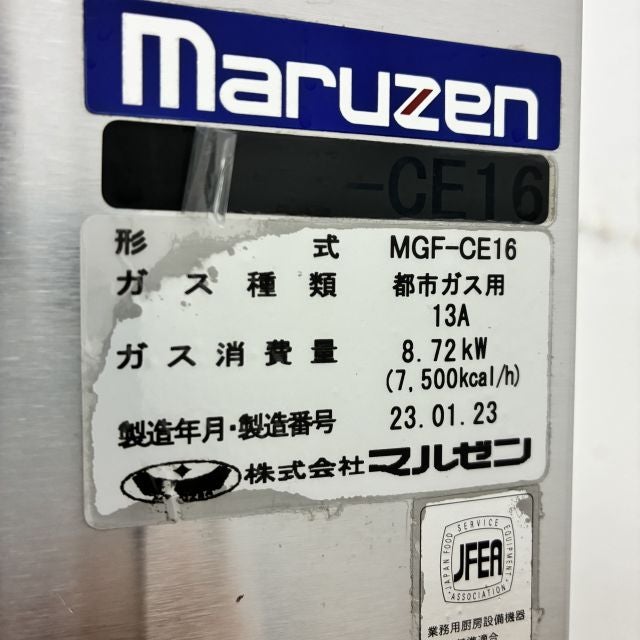 maruzen
-CE16
形 式 MGF-CE16
ガス種類 都市ガス用
13A
ガス消費量 8.72kW
(7,500kcal/h)
製造年月・製造番号 23.01.23
株式会社マルゼン
JAPAN FOOD SERVICE EQUIPMENT ASSOCIATION
JFEA
業務用厨房設備機器
準適合